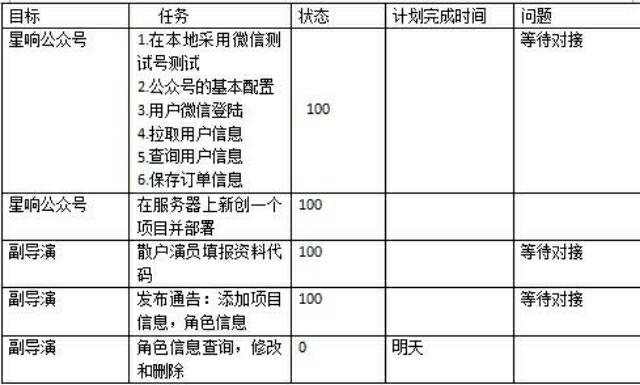 目标 任务 状态 计划完成时间 问题
星响公众号 1.在本地采用微信测 等待对接
试号测试
2.公众号的基本配置
3.用户微信登陆 100
4.拉取用户信息
5.查询用户信息
6.保存订单信息
星响公众号 在服务器上新创一个 100
项目并部署
副导演 散户演员填报资料代 100 等待对接
码
副导演 发布通告：添加项目 100 等待对接
信息，角色信息
副导演 角色信息查询，修改 0 明天
和删除